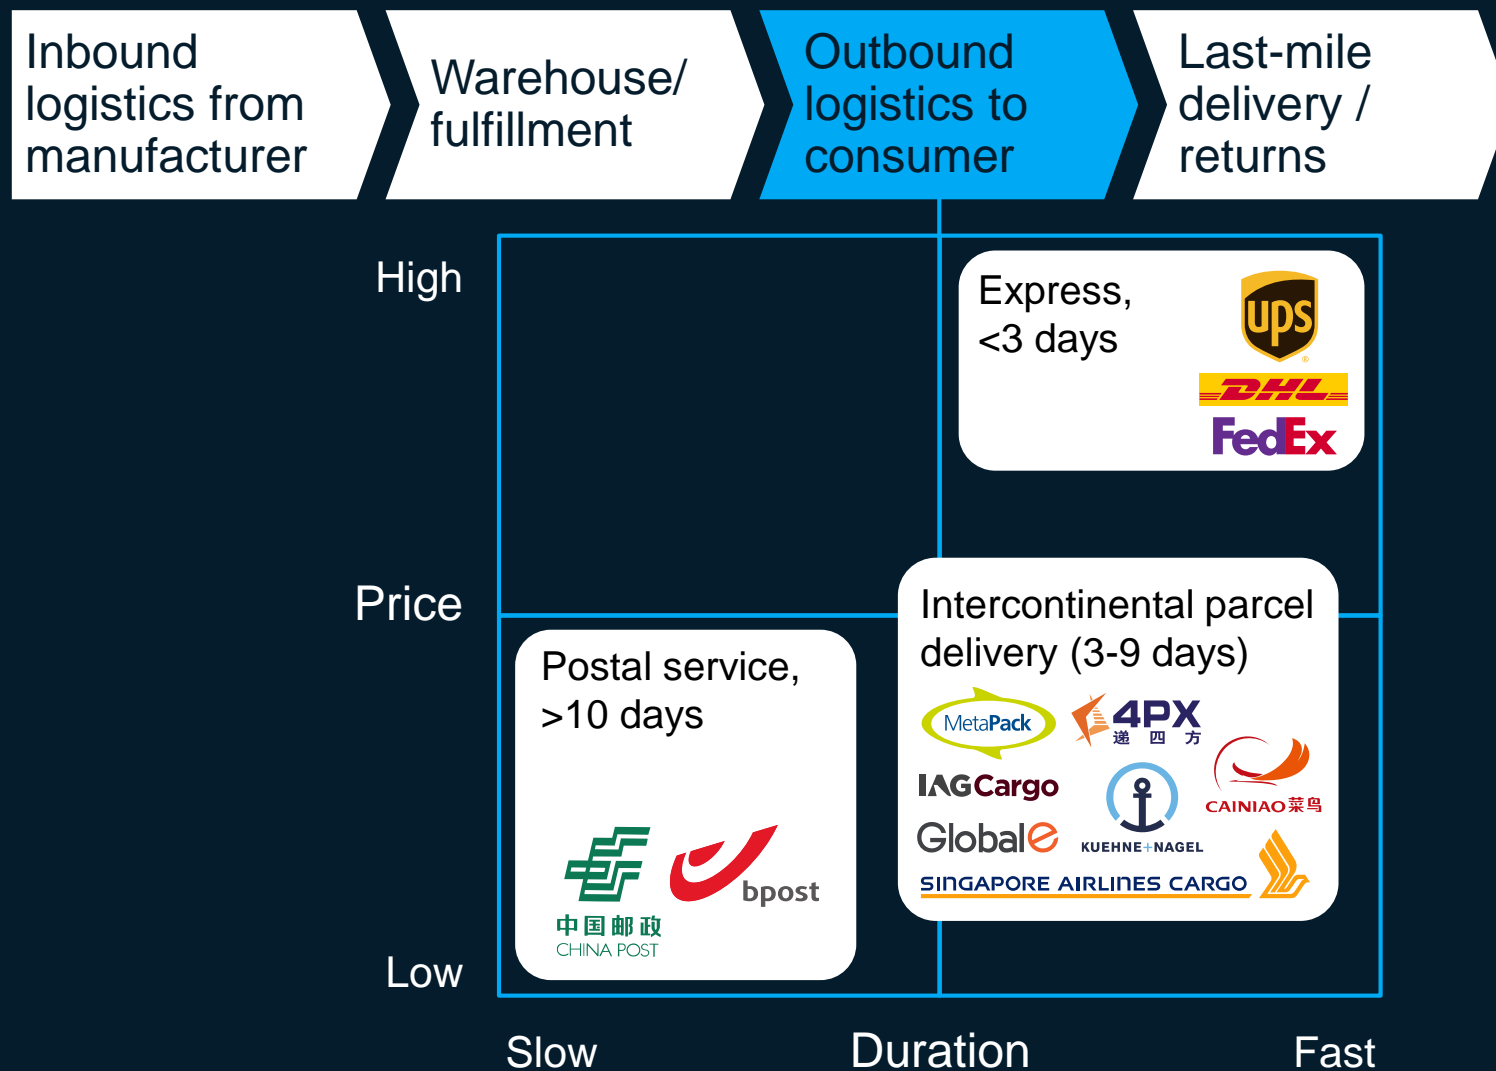 Inbound
logistics from
manufacturer
Warehouse/
fulfillment
Outbound
logistics to
consumer
Last-mile
delivery /
returns
High
Express,
<3 days
ups
®
DHL
FedEx
Price
Intercontinental parcel
delivery (3-9 days)
MetaPack
4PX
递四方
IAGCargo
KUEHNE+NAGEL
CAINIAO菜鸟
Globale
SINGAPORE AIRLINES CARGO
Postal service,
>10 days
中国邮政
CHINA POST
bpost
Low
Slow
Duration
Fast